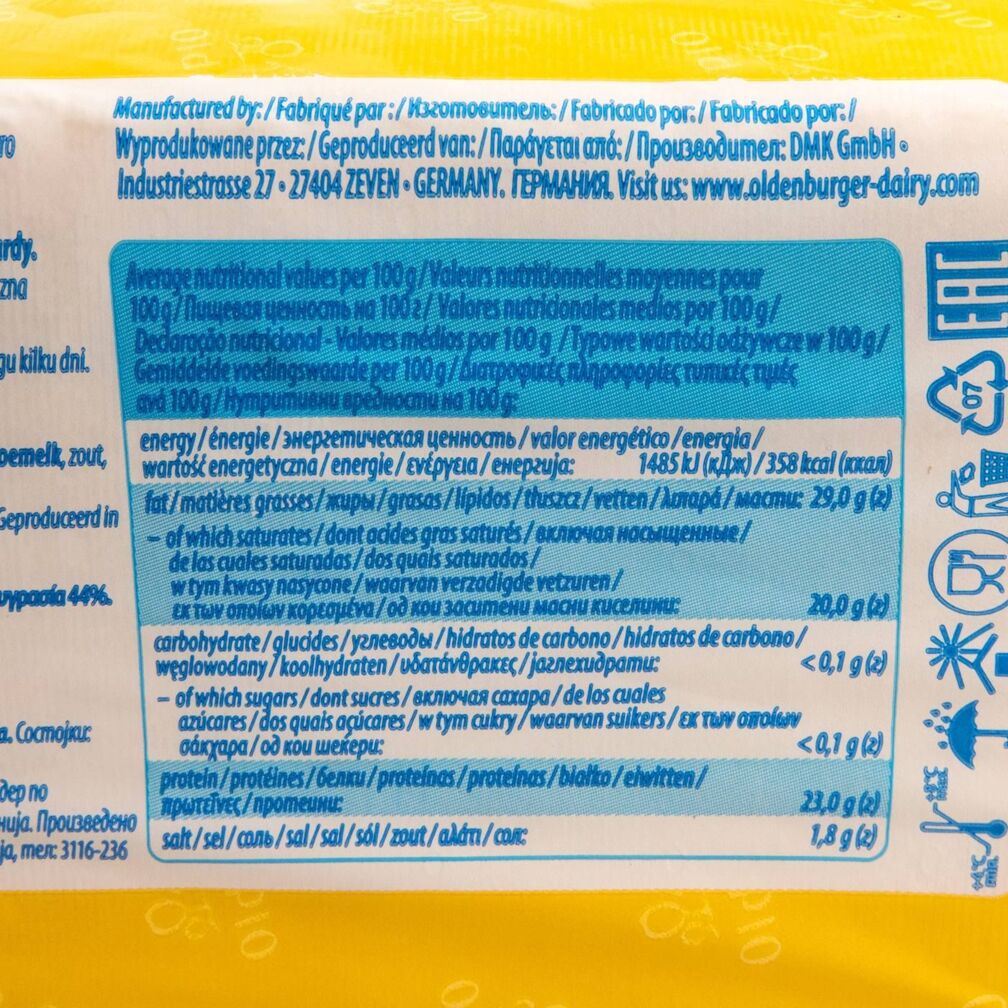 Manufactured by: / Fabriqué par : / Изготовитель: / Fabricado por: / Fabricado por: /
Wyprodukowane przez: / Geproduceerd van: / Παράγεται από: / Производител: DMK GmbH •
Industriestrasse 27 • 27404 ZEVEN • GERMANY. ГЕРМАНИЯ. Visit us: www.oldenburger-dairy.com
zna
gu kilku dni.
oemelk, zout,
Geproduceerd in
υγρασία 44%.
а. Состојки:
дер по
нија. Произведено
ја, тел: 3116-236
Average nutritional values per 100 g / Valeurs nutritionnelles moyennes pour
100 g / Пищевая ценность на 100 г / Valores nutricionales medios por 100 g /
Declaração nutricional - Valores médios por 100 g / Typowe wartości odżywcze w 100 g /
Gemiddelde voedingwaarde per 100 g / Διατροφικές πληροφορίες τυπικές τιμές
ανά 100 g / Нутритивни вредности на 100 g:
energy / énergie / энергетическая ценность / valor energético / energia /
wartość energetyczna / energie / ενέργεια / енергија: 1485 kJ (кДж) / 358 kcal (ккал)
fat / matières grasses / жиры / grasas / lípidos / tłuszcz / vetten / λιπαρά / масти: 29,0 g (г)
– of which saturates / dont acides gras saturés / включая насыщенные /
de las cuales saturadas / dos quais saturados /
w tym kwasy nasycone / waarvan verzadigde vetzuren /
εκ των οποίων κορεσμένα / од кои заситени масни киселини: 20,0 g (г)
carbohydrate / glucides / углеводы / hidratos de carbono / hidratos de carbono /
węglowodany / koolhydraten / υδατάνθρακες / јаглехидрати: < 0,1 g (г)
– of which sugars / dont sucres / включая сахара / de los cuales
azúcares / dos quais açúcares / w tym cukry / waarvan suikers / εκ των οποίων
σάκχαρα / од кои шеќери: < 0,1 g (г)
protein / protéines / белки / proteínas / proteínas / białko / eiwitten /
πρωτεΐνες / протеини: 23,0 g (г)
salt / sel / соль / sal / sal / sól / zout / αλάτι / сол: 1,8 g (г)
EAC
07
+4°C
min.